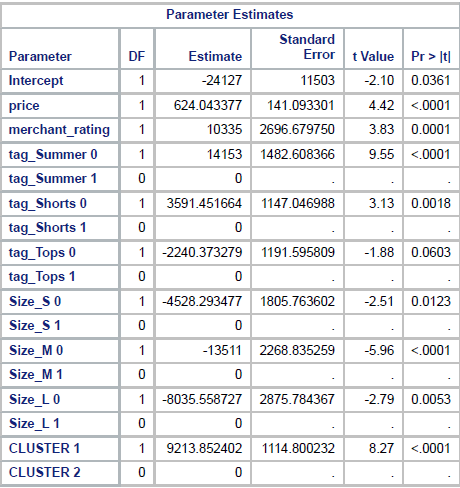 Parameter Estimates
Parameter DF Estimate Standard Error t Value Pr > |t|
Intercept 1 -24127 11503 -2.10 0.0361
price 1 624.043377 141.093301 4.42 <.0001
merchant_rating 1 10335 2696.679750 3.83 0.0001
tag_Summer 0 1 14153 1482.608366 9.55 <.0001
tag_Summer 1 0 0 . . .
tag_Shorts 0 1 3591.451664 1147.046988 3.13 0.0018
tag_Shorts 1 0 0 . . .
tag_Tops 0 1 -2240.373279 1191.595809 -1.88 0.0603
tag_Tops 1 0 0 . . .
Size_S 0 1 -4528.293477 1805.763602 -2.51 0.0123
Size_S 1 0 0 . . .
Size_M 0 1 -13511 2268.835259 -5.96 <.0001
Size_M 1 0 0 . . .
Size_L 0 1 -8035.558727 2875.784367 -2.79 0.0053
Size_L 1 0 0 . . .
CLUSTER 1 1 9213.852402 1114.800232 8.27 <.0001
CLUSTER 2 0 0 . . .